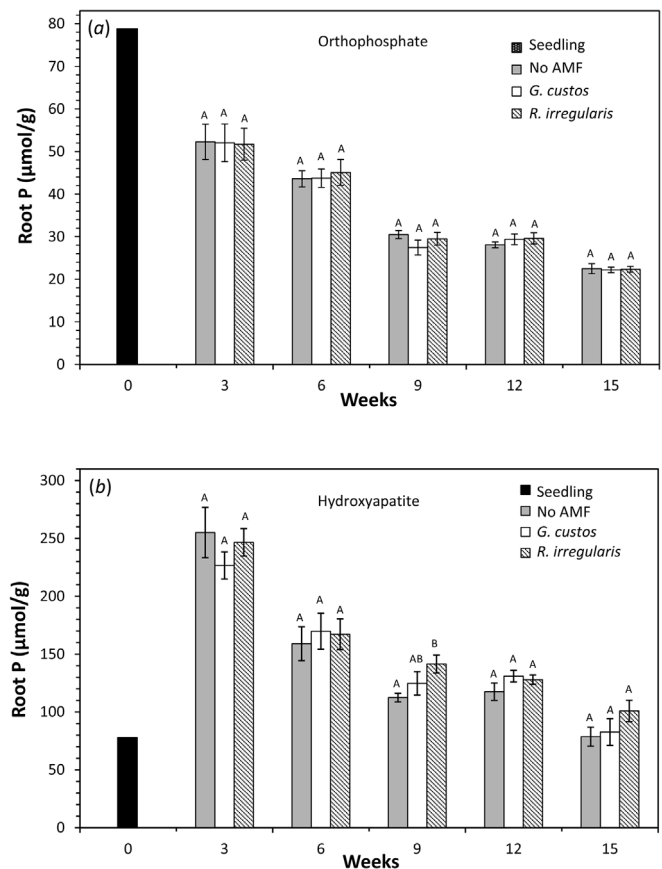 (a)
Orthophosphate
Seedling
No AMF
G. custos
R. irregularis
Root P (µmol/g)
80
70
60
50
40
30
20
10
0
A A A
A A A
A A A
A A A
A A A
0 3 6 9 12 15
Weeks
(b)
Hydroxyapatite
Seedling
No AMF
G. custos
R. irregularis
Root P (µmol/g)
300
250
200
150
100
50
0
A A A
A A A
A AB B
A A A
A A A
0 3 6 9 12 15
Weeks